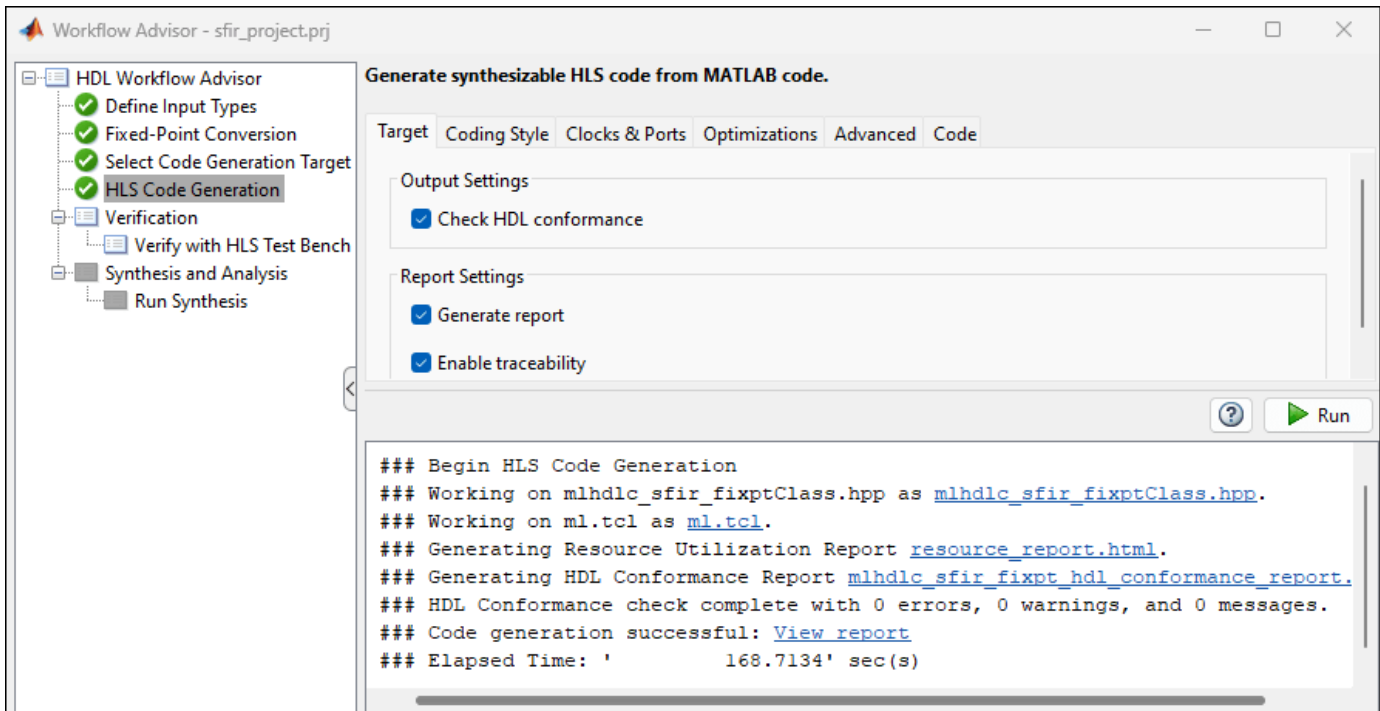 Workflow Advisor - sfir_project.prj
HDL Workflow Advisor
Define Input Types
Fixed-Point Conversion
Select Code Generation Target
HLS Code Generation
Verification
Verify with HLS Test Bench
Synthesis and Analysis
Run Synthesis
Generate synthesizable HLS code from MATLAB code.
Target Coding Style Clocks & Ports Optimizations Advanced Code
Output Settings
Check HDL conformance
Report Settings
Generate report
Enable traceability
Run
### Begin HLS Code Generation
### Working on mlhdlc_sfir_fixptClass.hpp as mlhdlc_sfir_fixptClass.hpp.
### Working on ml.tcl as ml.tcl.
### Generating Resource Utilization Report resource_report.html.
### Generating HDL Conformance Report mlhdlc_sfir_fixpt_hdl_conformance_report.
### HDL Conformance check complete with 0 errors, 0 warnings, and 0 messages.
### Code generation successful: View report
### Elapsed Time: '         168.7134' sec(s)